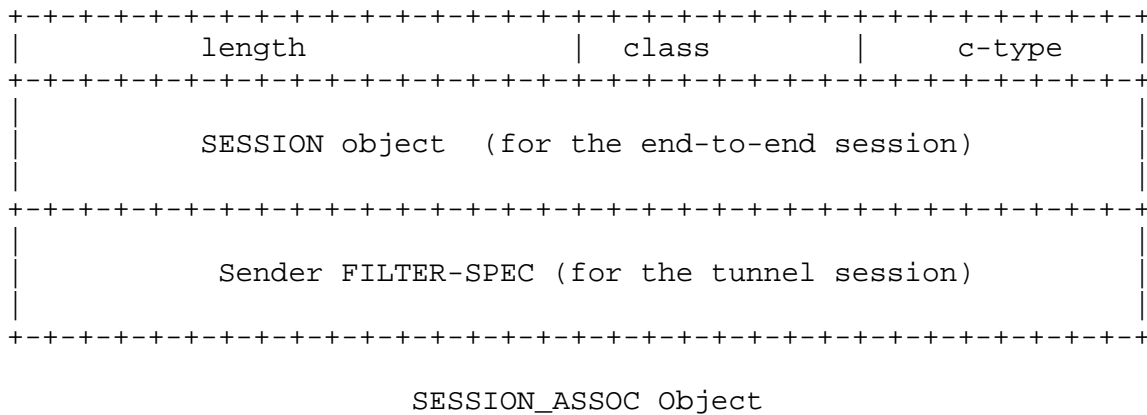 +-+-+-+-+-+-+-+-+-+-+-+-+-+-+-+-+-+-+-+-+-+-+-+-+-+-+-+-+-+-+-+-+
| length | class | c-type |
+-+-+-+-+-+-+-+-+-+-+-+-+-+-+-+-+-+-+-+-+-+-+-+-+-+-+-+-+-+-+-+-+
| |
| SESSION object (for the end-to-end session) |
| |
+-+-+-+-+-+-+-+-+-+-+-+-+-+-+-+-+-+-+-+-+-+-+-+-+-+-+-+-+-+-+-+-+
| |
| Sender FILTER-SPEC (for the tunnel session) |
| |
+-+-+-+-+-+-+-+-+-+-+-+-+-+-+-+-+-+-+-+-+-+-+-+-+-+-+-+-+-+-+-+-+
SESSION_ASSOC Object